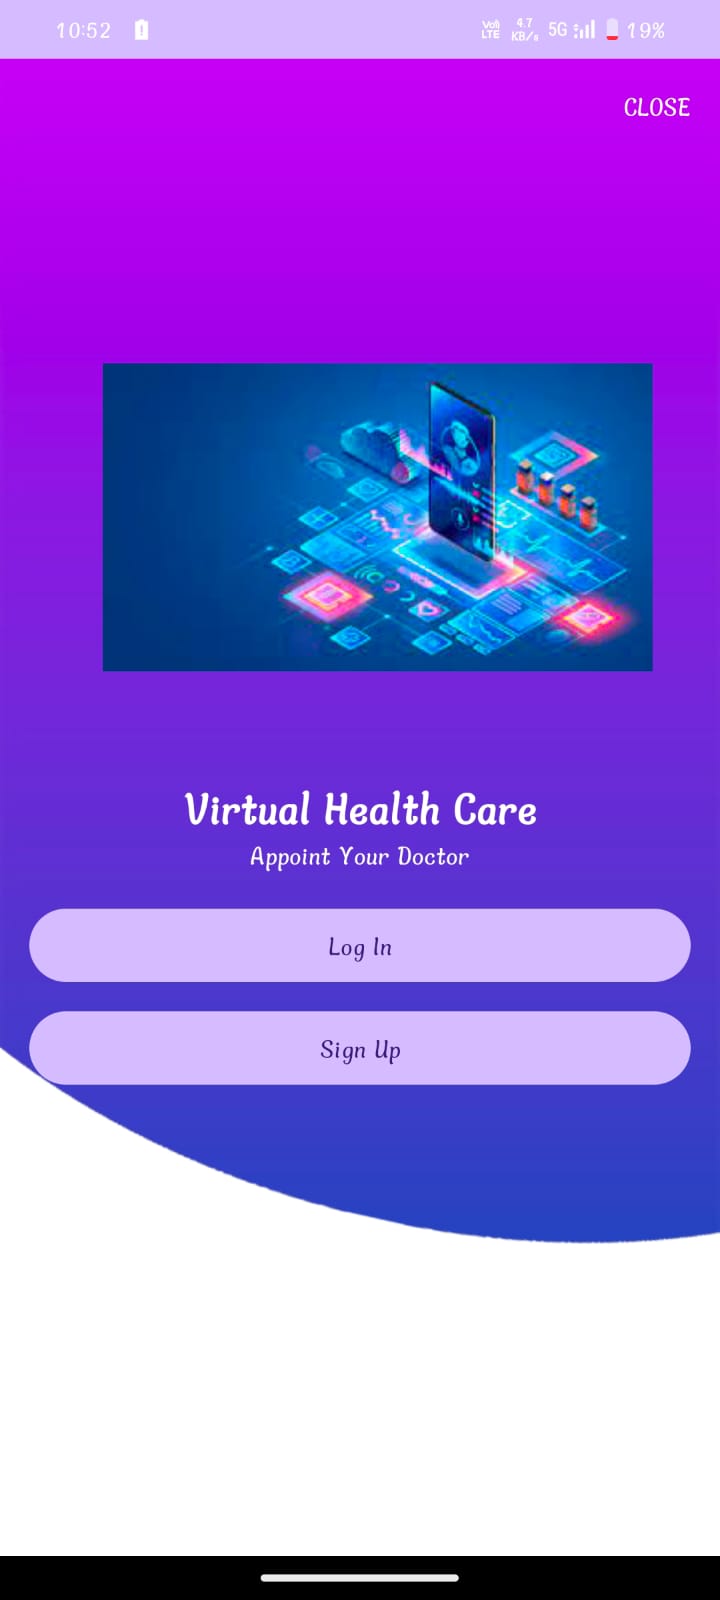 10:52 Vo) LTE 4.7 KB/s 5G 19%
CLOSE
Virtual Health Care
Appoint Your Doctor
Log In
Sign Up